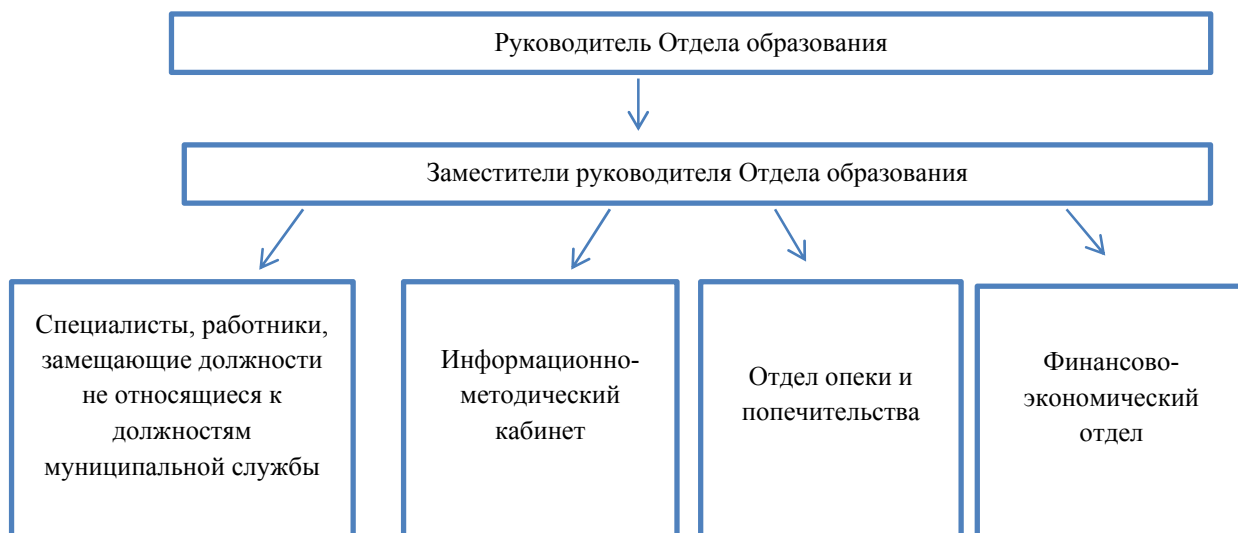 Руководитель Отдела образования
Заместители руководителя Отдела образования
Специалисты, работники,
замещающие должности
не относящиеся к
должностям
муниципальной службы
Информационно-
методический
кабинет
Отдел опеки и
попечительства
Финансово-
экономический
отдел